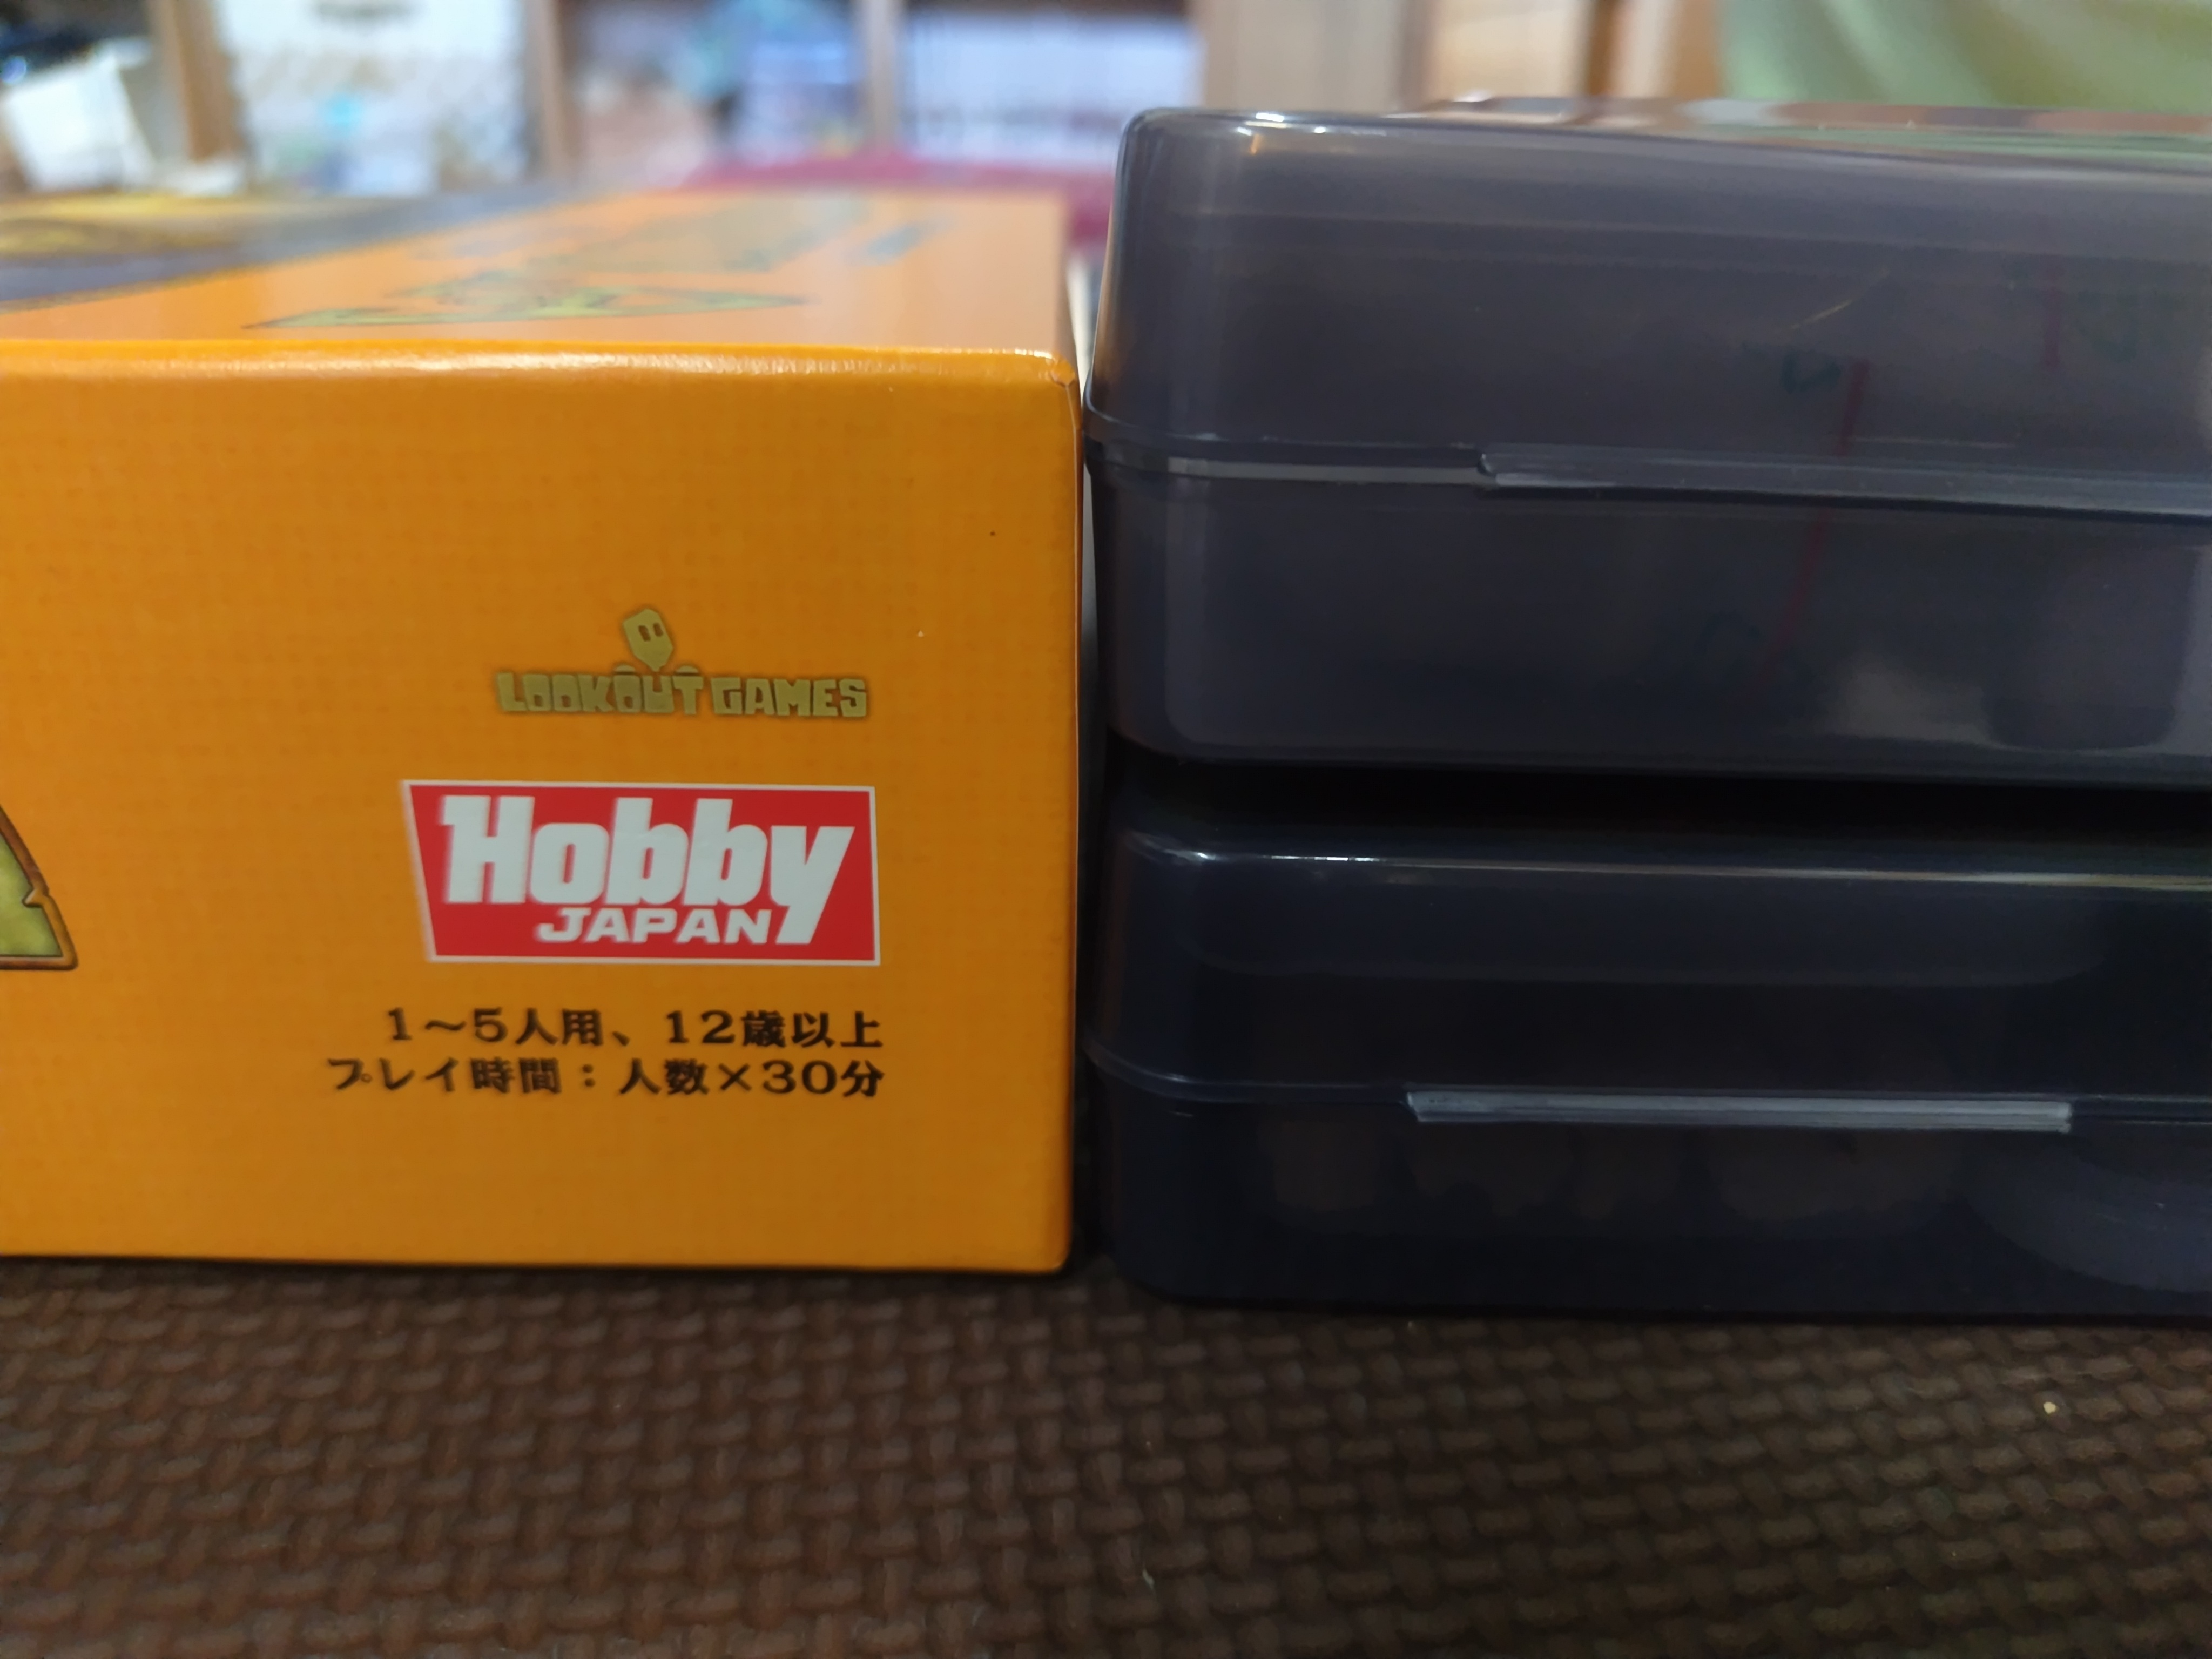 LOOKOUT GAMES
Hobby
JAPAN
1～5人用、12歳以上
プレイ時間：人数×30分